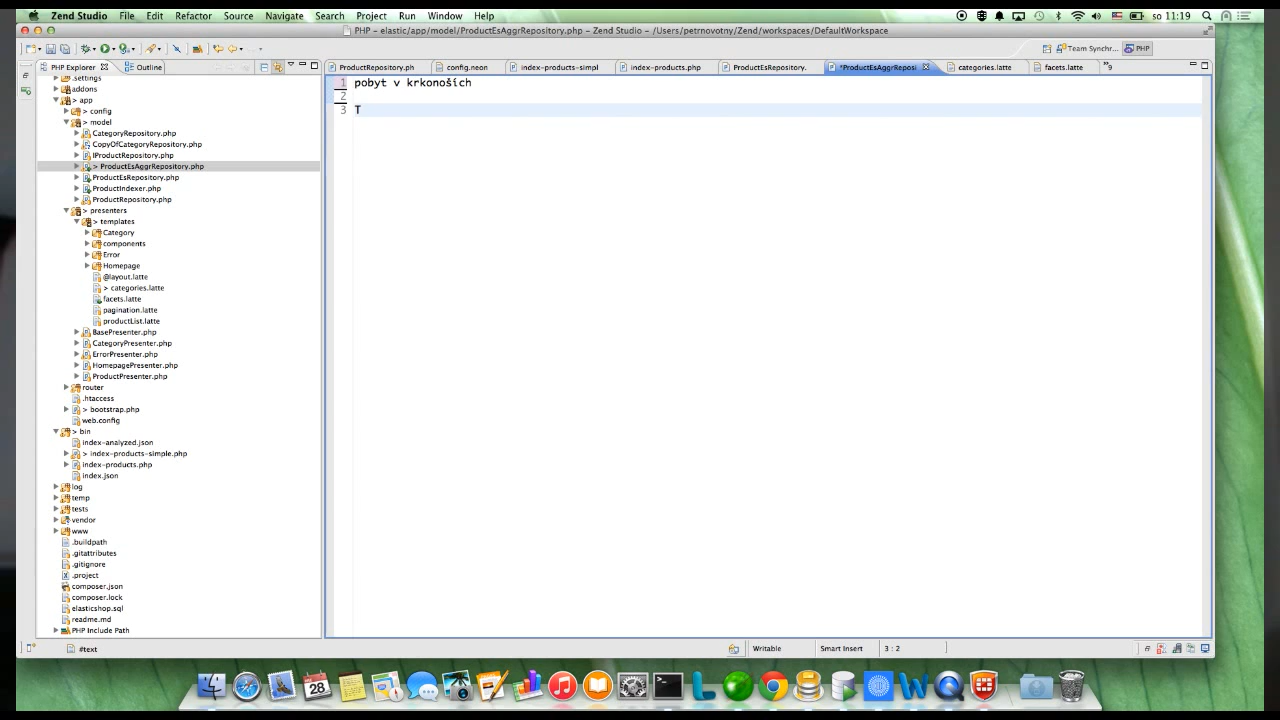 Zend Studio File Edit Refactor Source Navigate Search Project Run Window Help so 11:19
PHP - elastic/app/model/ProductEsAggrRepository.php - Zend Studio - /Users/petrnovotny/Zend/workspaces/DefaultWorkspace
Team Synchr... PHP
PHP Explorer Outline
ProductRepository.ph config.neon index-products-simpl index-products.php ProductEsRepository. *ProductEsAggrReposi categories.latte facets.latte »9
.settings
addons
> app
> config
> model
CategoryRepository.php
CopyOfCategoryRepository.php
IProductRepository.php
> ProductEsAggrRepository.php
ProductEsRepository.php
ProductIndexer.php
ProductRepository.php
> presenters
> templates
Category
components
Error
Homepage
@layout.latte
> categories.latte
facets.latte
pagination.latte
productList.latte
BasePresenter.php
CategoryPresenter.php
ErrorPresenter.php
HomepagePresenter.php
ProductPresenter.php
router
.htaccess
> bootstrap.php
web.config
> bin
index-analyzed.json
> index-products-simple.php
index-products.php
index.json
log
temp
tests
vendor
www
.buildpath
.gitattributes
.gitignore
.project
composer.json
composer.lock
elasticshop.sql
readme.md
PHP Include Path
1 pobyt v krkonoších
2
3 T
#text Writable Smart Insert 3 : 2
28